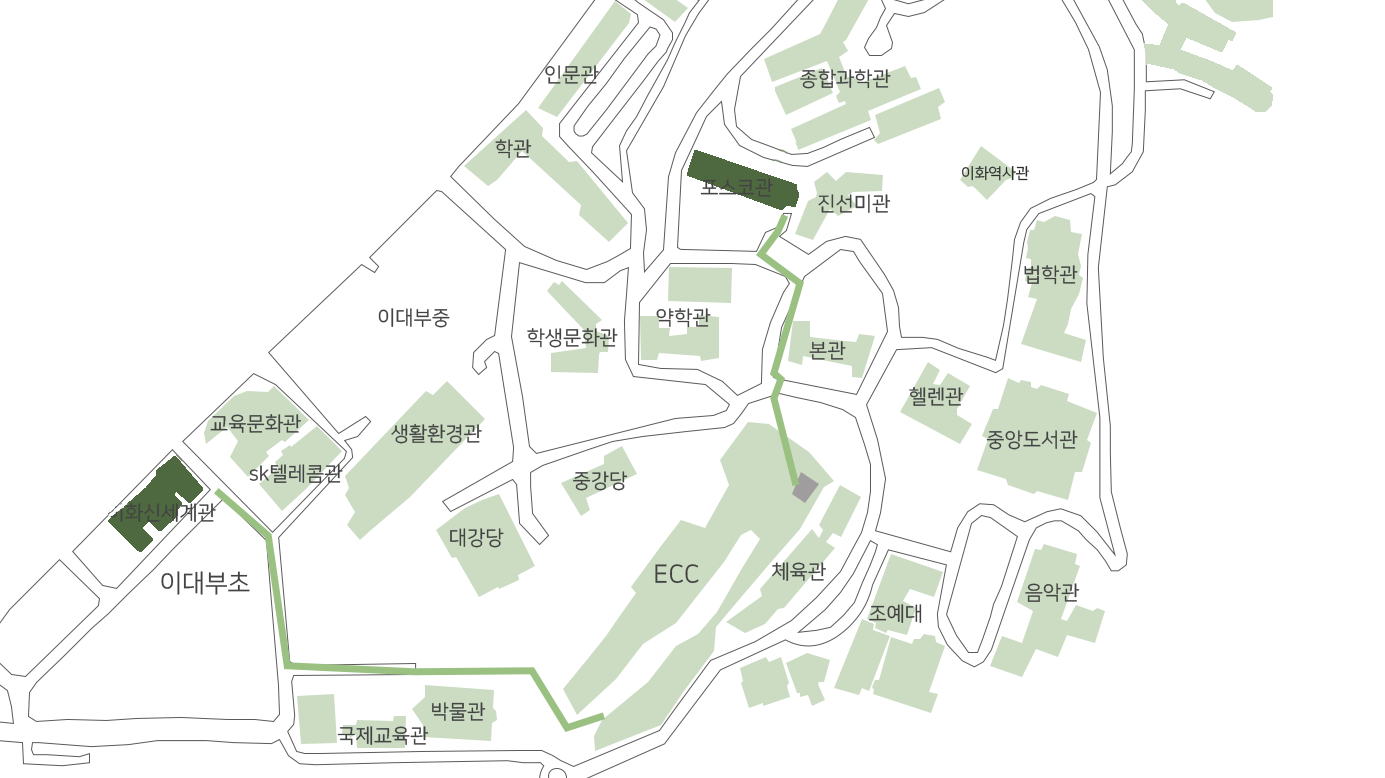 인문관
종합과학관
학관
이화역사관
포스코관
진선미관
법학관
이대부중
약학관
학생문화관
본관
헬렌관
교육문화관
생활환경관
중앙도서관
sk텔레콤관
중강당
이화신세계관
대강당
ECC
체육관
이대부초
음악관
조예대
박물관
국제교육관